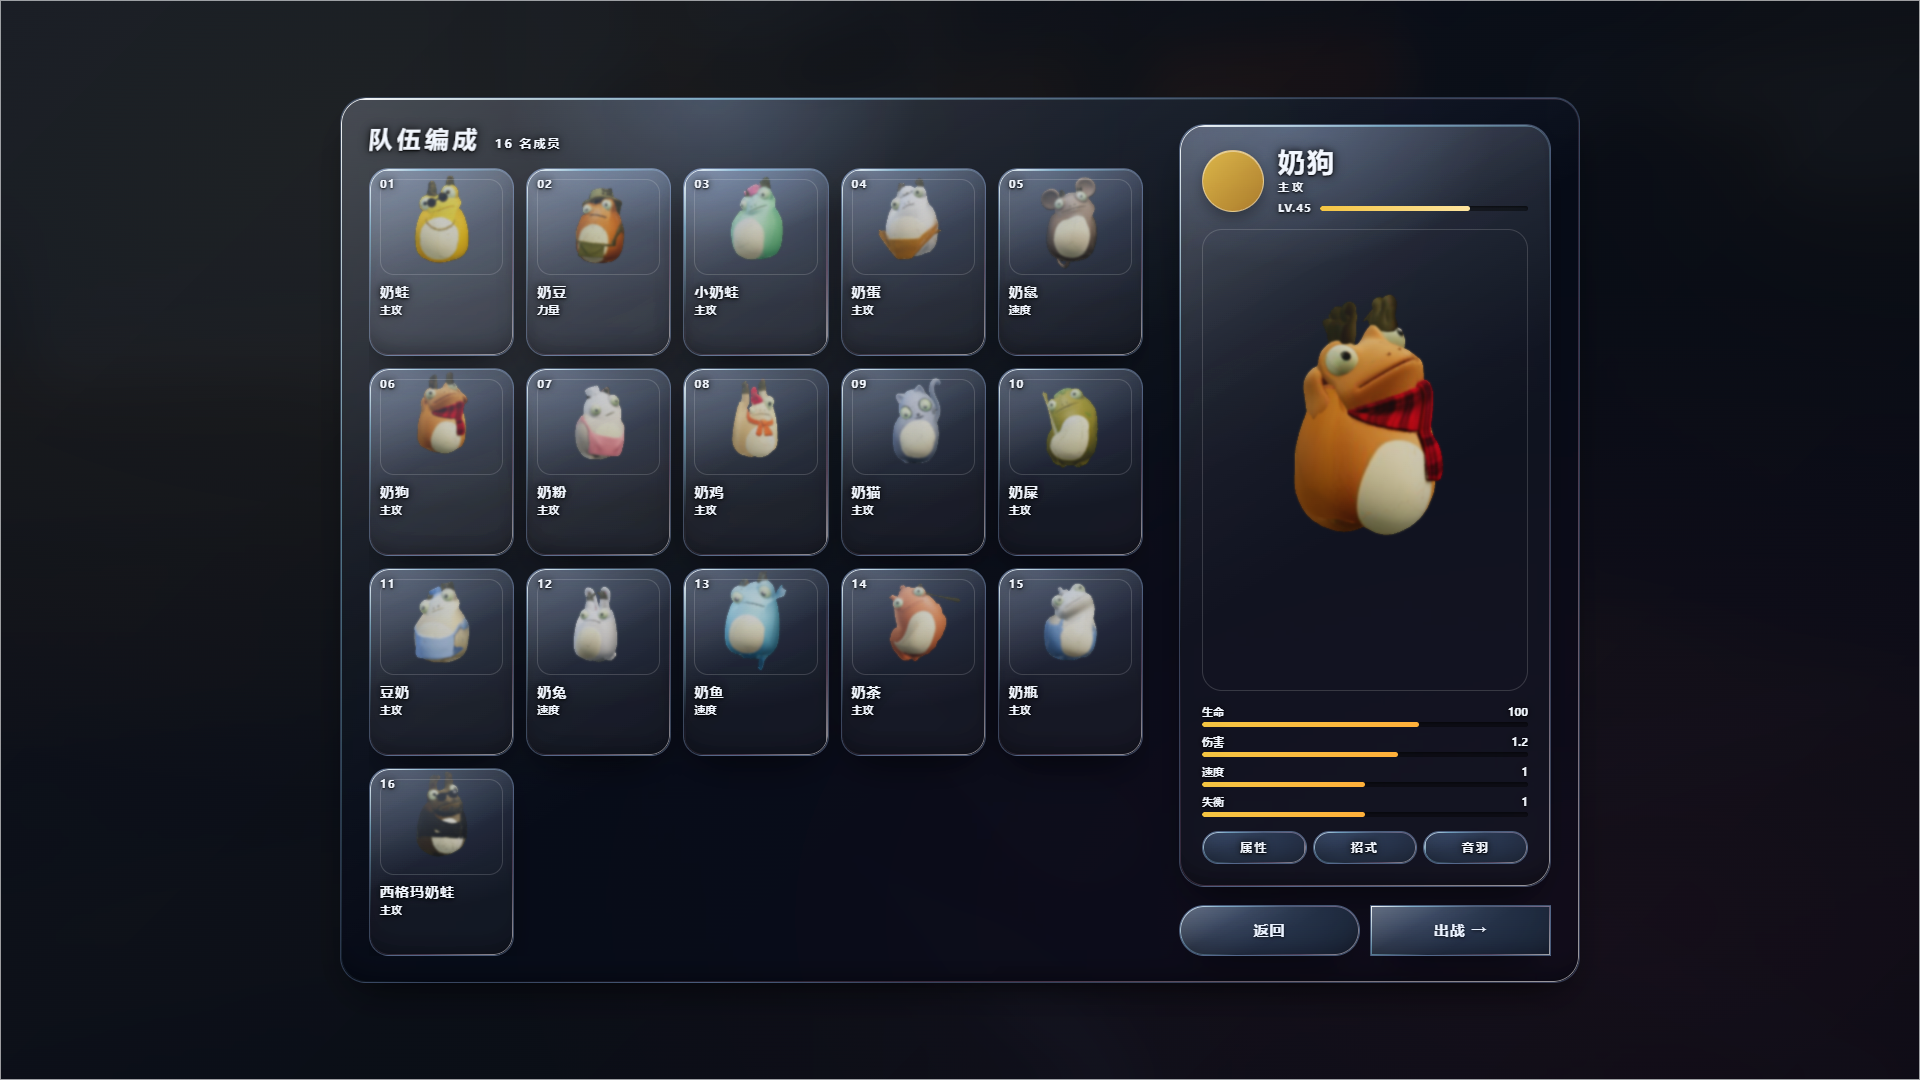 队伍编成 16 名成员
01
奶蛙
主攻
02
奶豆
力量
03
小奶蛙
主攻
04
奶蛋
主攻
05
奶鼠
速度
06
奶狗
主攻
07
奶粉
主攻
08
奶鸡
主攻
09
奶猫
主攻
10
奶屎
主攻
11
豆奶
主攻
12
奶兔
速度
13
奶鱼
速度
14
奶茶
主攻
15
奶瓶
主攻
16
西格玛奶蛙
主攻
奶狗
主攻
LV.45
生命 100
伤害 1.2
速度 1
失衡 1
属性 招式 音羽
返回 出战 →